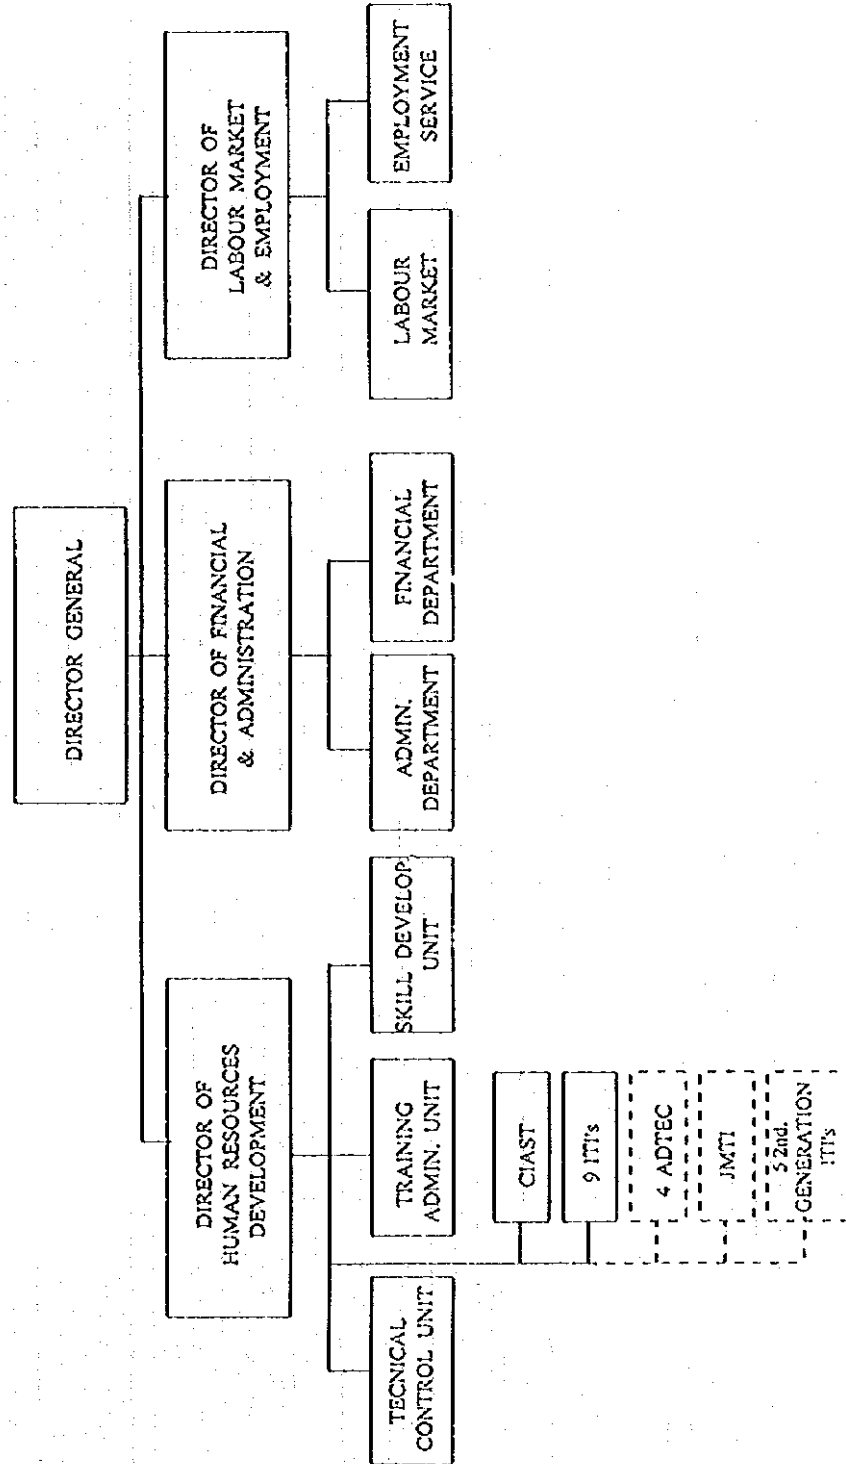 DIRECTOR GENERAL
DIRECTOR OF
HUMAN RESOURCES
DEVELOPMENT
DIRECTOR OF FINANCIAL
& ADMINISTRATION
DIRECTOR OF
LABOUR MARKET
& EMPLOYMENT
TECNICAL
CONTROL UNIT
TRAINING
ADMIN. UNIT
SKILL DEVELOP
UNIT
ADMIN.
DEPARTMENT
FINANCIAL
DEPARTMENT
LABOUR
MARKET
EMPLOYMENT
SERVICE
CIAST
9 ITI's
4 ADTEC
JMTI
5 2nd.
GENERATION
ITI's